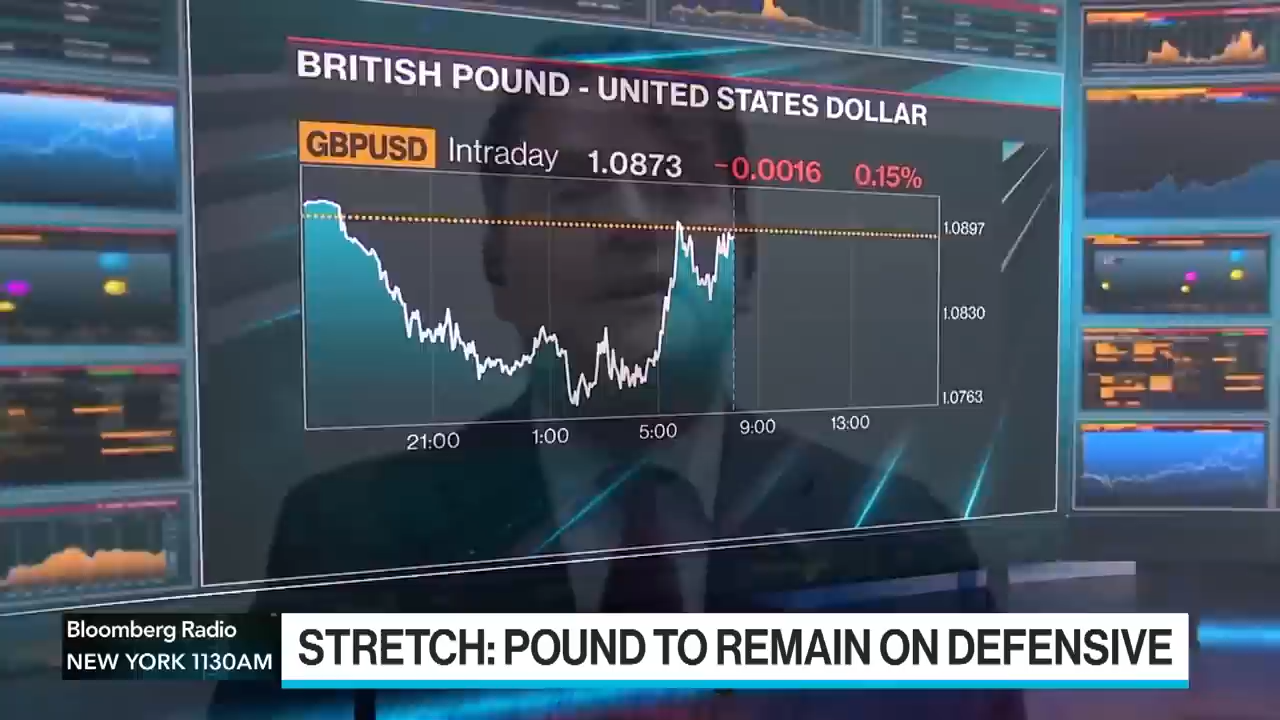 BRITISH POUND - UNITED STATES DOLLAR
GBPUSD Intraday 1.0873 -0.0016 0.15%
1.0897
1.0830
1.0763
21:00 1:00 5:00 9:00 13:00
Bloomberg Radio
NEW YORK 1130AM
STRETCH: POUND TO REMAIN ON DEFENSIVE